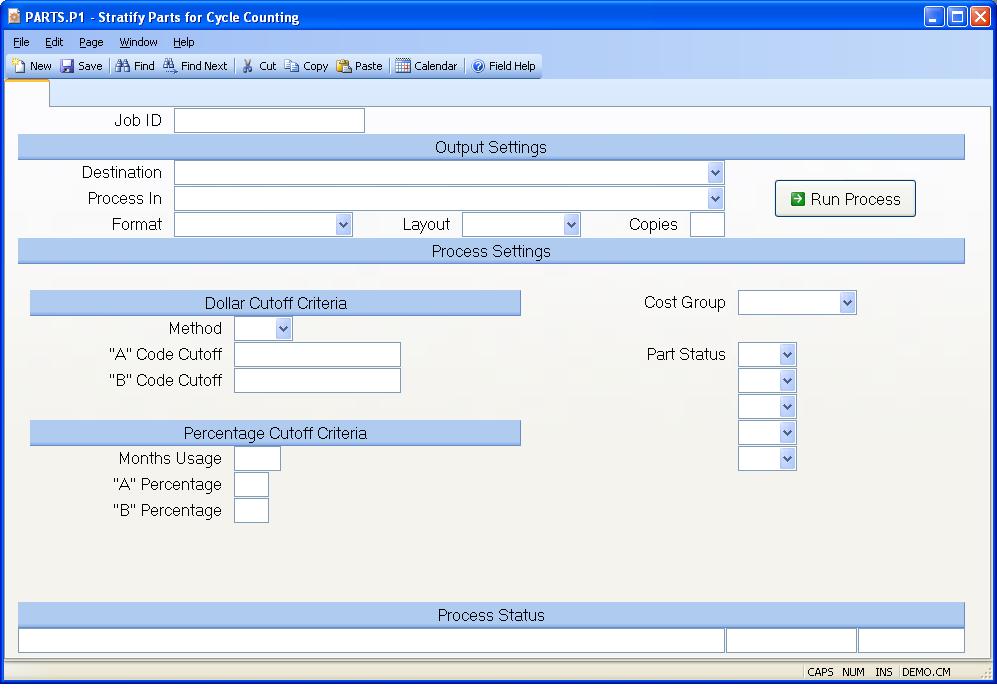 PARTS.P1 - Stratify Parts for Cycle Counting
File Edit Page Window Help
New Save Find Find Next Cut Copy Paste Calendar Field Help
Job ID
Output Settings
Destination
Process In
Run Process
Format Layout Copies
Process Settings
Dollar Cutoff Criteria Cost Group
Method
"A" Code Cutoff Part Status
"B" Code Cutoff
Percentage Cutoff Criteria
Months Usage
"A" Percentage
"B" Percentage
Process Status
CAPS NUM INS DEMO.CM